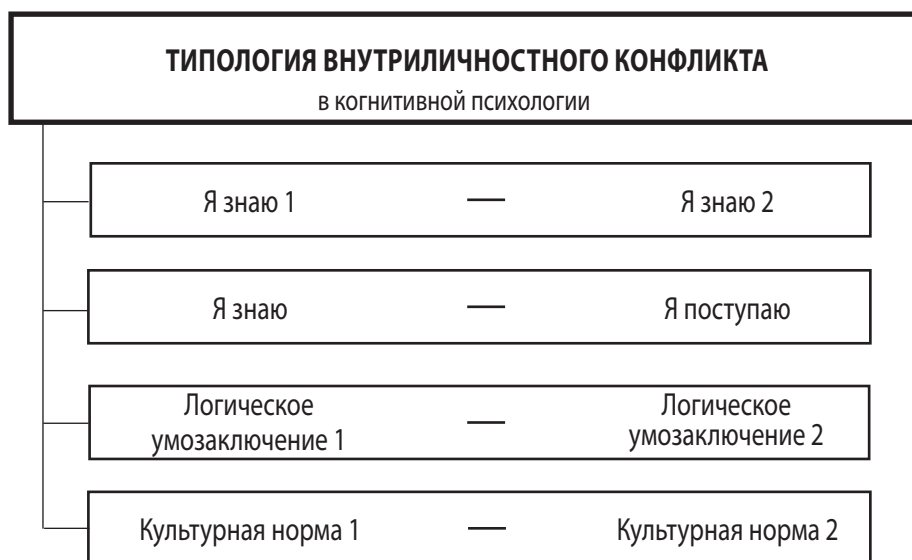 ТИПОЛОГИЯ ВНУТРИЛИЧНОСТНОГО КОНФЛИКТА
в когнитивной психологии
Я знаю 1 — Я знаю 2
Я знаю — Я поступаю
Логическое Логическое
умозаключение 1 — умозаключение 2
Культурная норма 1 — Культурная норма 2